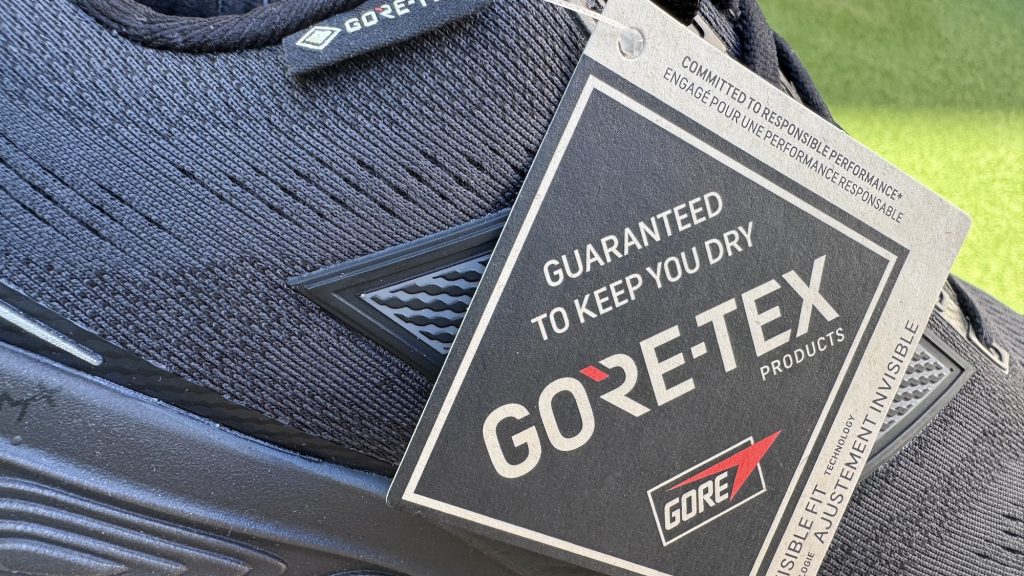 GORE-TEX
COMMITTED TO RESPONSIBLE PERFORMANCE*
ENGAGÉ POUR UNE PERFORMANCE RESPONSABLE
GUARANTEED
TO KEEP YOU DRY
GORE-TEX
PRODUCTS
GORE
FIT TECHNOLOGY
AJUSTEMENT INVISIBLE